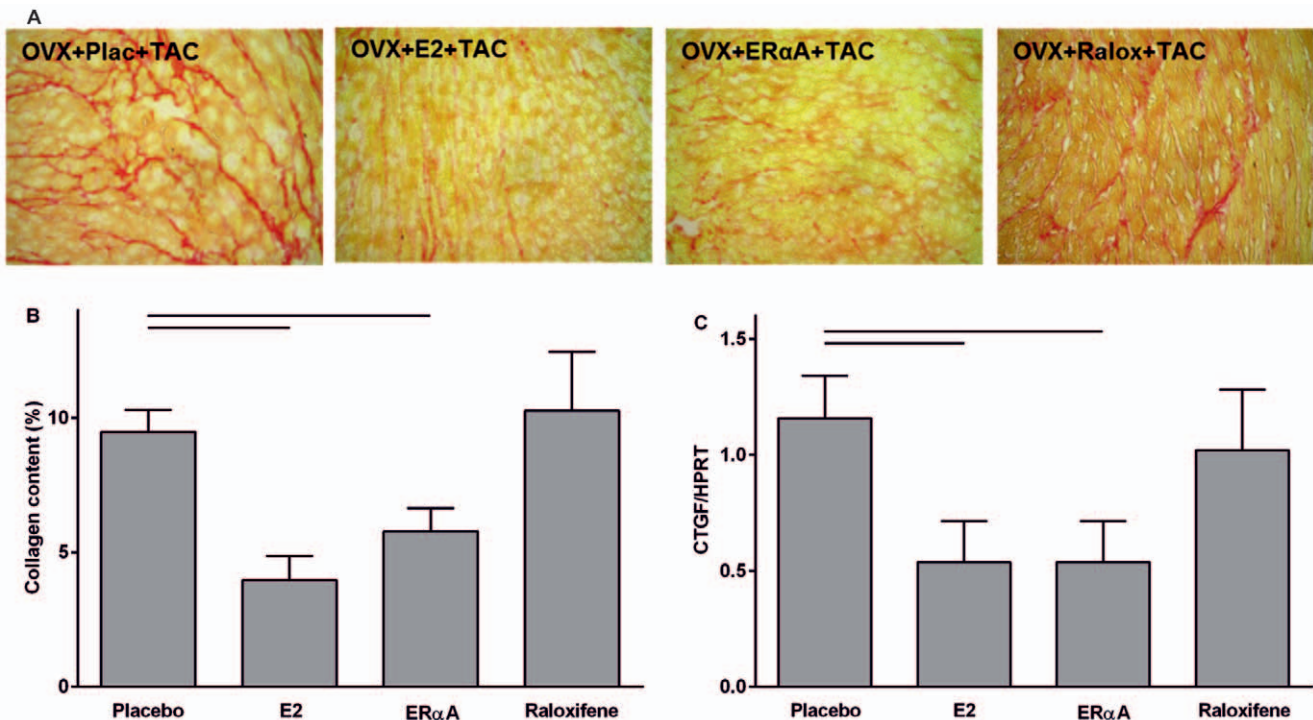 A
OVX+Plac+TAC
OVX+E2+TAC
OVX+ERαA+TAC
OVX+Ralox+TAC
B
Collagen content (%)
10
5
0
Placebo
E2
ERαA
Raloxifene
C
CTGF/HPRT
1.5
1.0
0.5
0.0
Placebo
E2
ERαA
Raloxifene